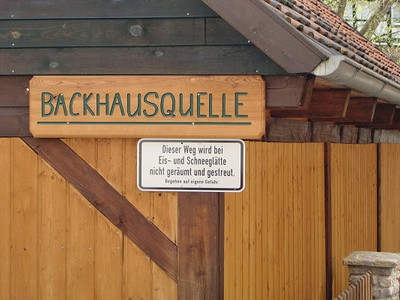 BACKHAUSQUELLE
Dieser Weg wird bei
Eis- und Schneeglätte
nicht geräumt und gestreut.
Begehen auf eigene Gefahr.